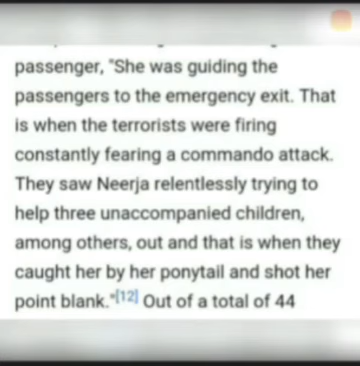 passenger, "She was guiding the
passengers to the emergency exit. That
is when the terrorists were firing
constantly fearing a commando attack.
They saw Neerja relentlessly trying to
help three unaccompanied children,
among others, out and that is when they
caught her by her ponytail and shot her
point blank."[12] Out of a total of 44